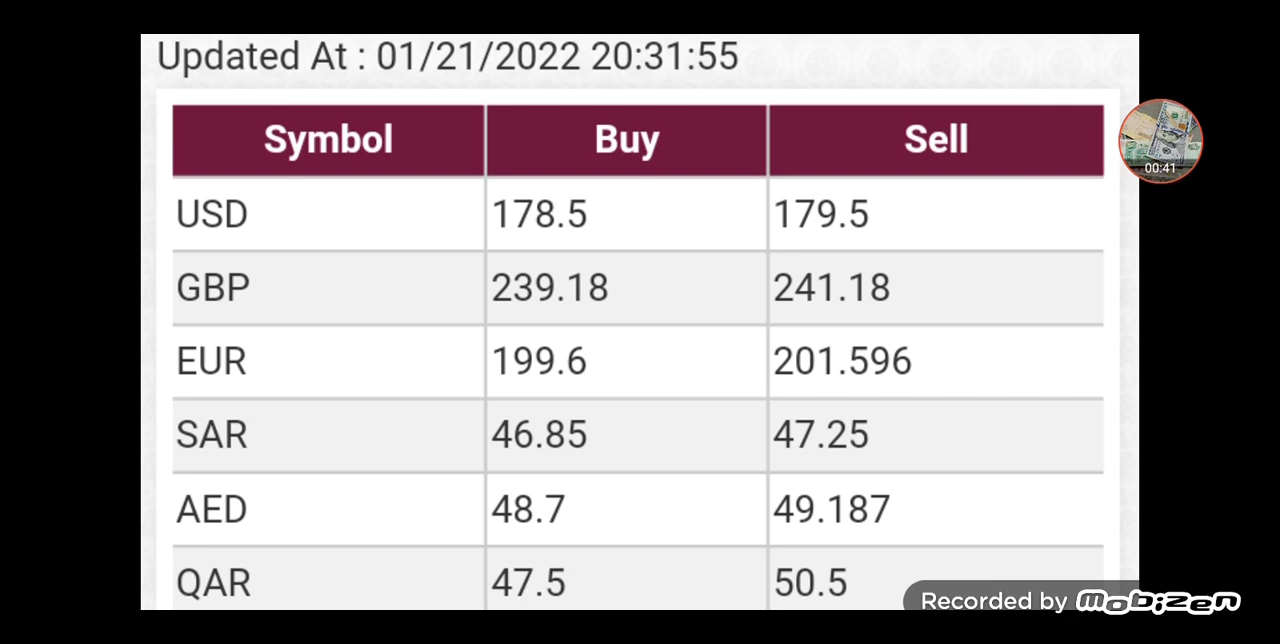 Updated At : 01/21/2022 20:31:55
Symbol Buy Sell
USD 178.5 179.5
GBP 239.18 241.18
EUR 199.6 201.596
SAR 46.85 47.25
AED 48.7 49.187
QAR 47.5 50.5
00:41
Recorded by Mobizen